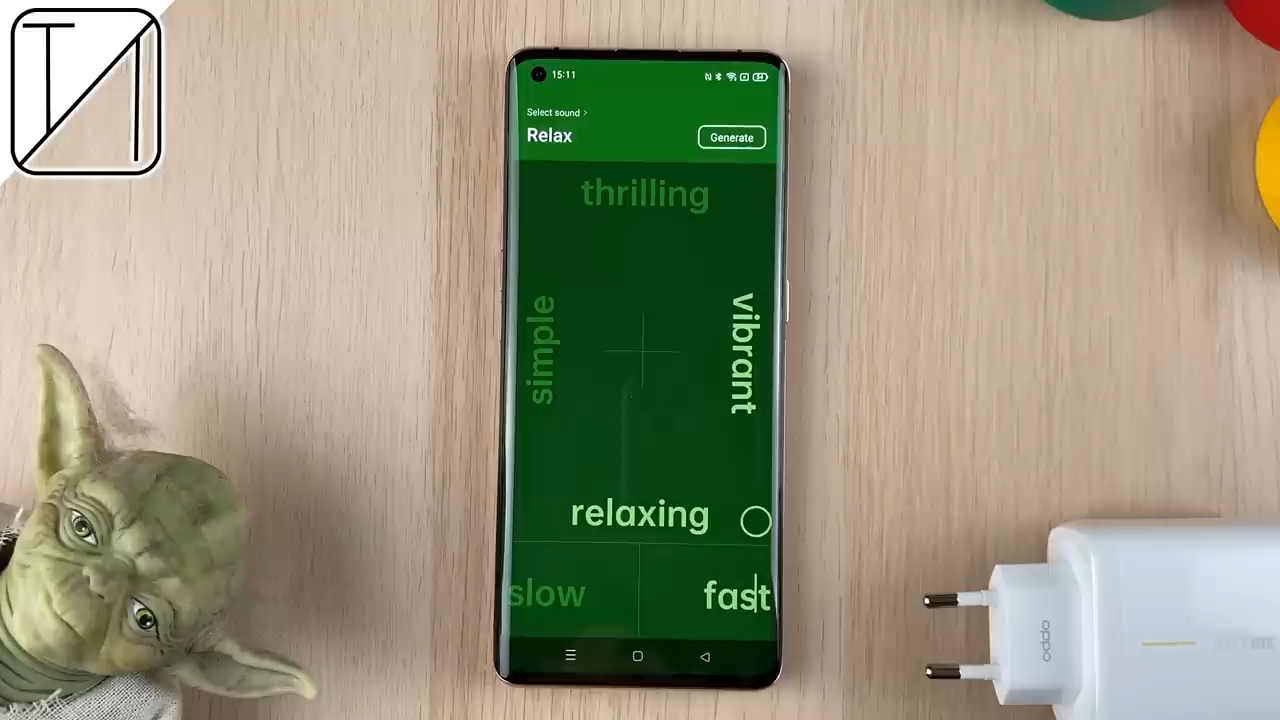 15:11
Select sound >
Relax
Generate
thrilling
simple
vibrant
relaxing
slow
fast
oppo